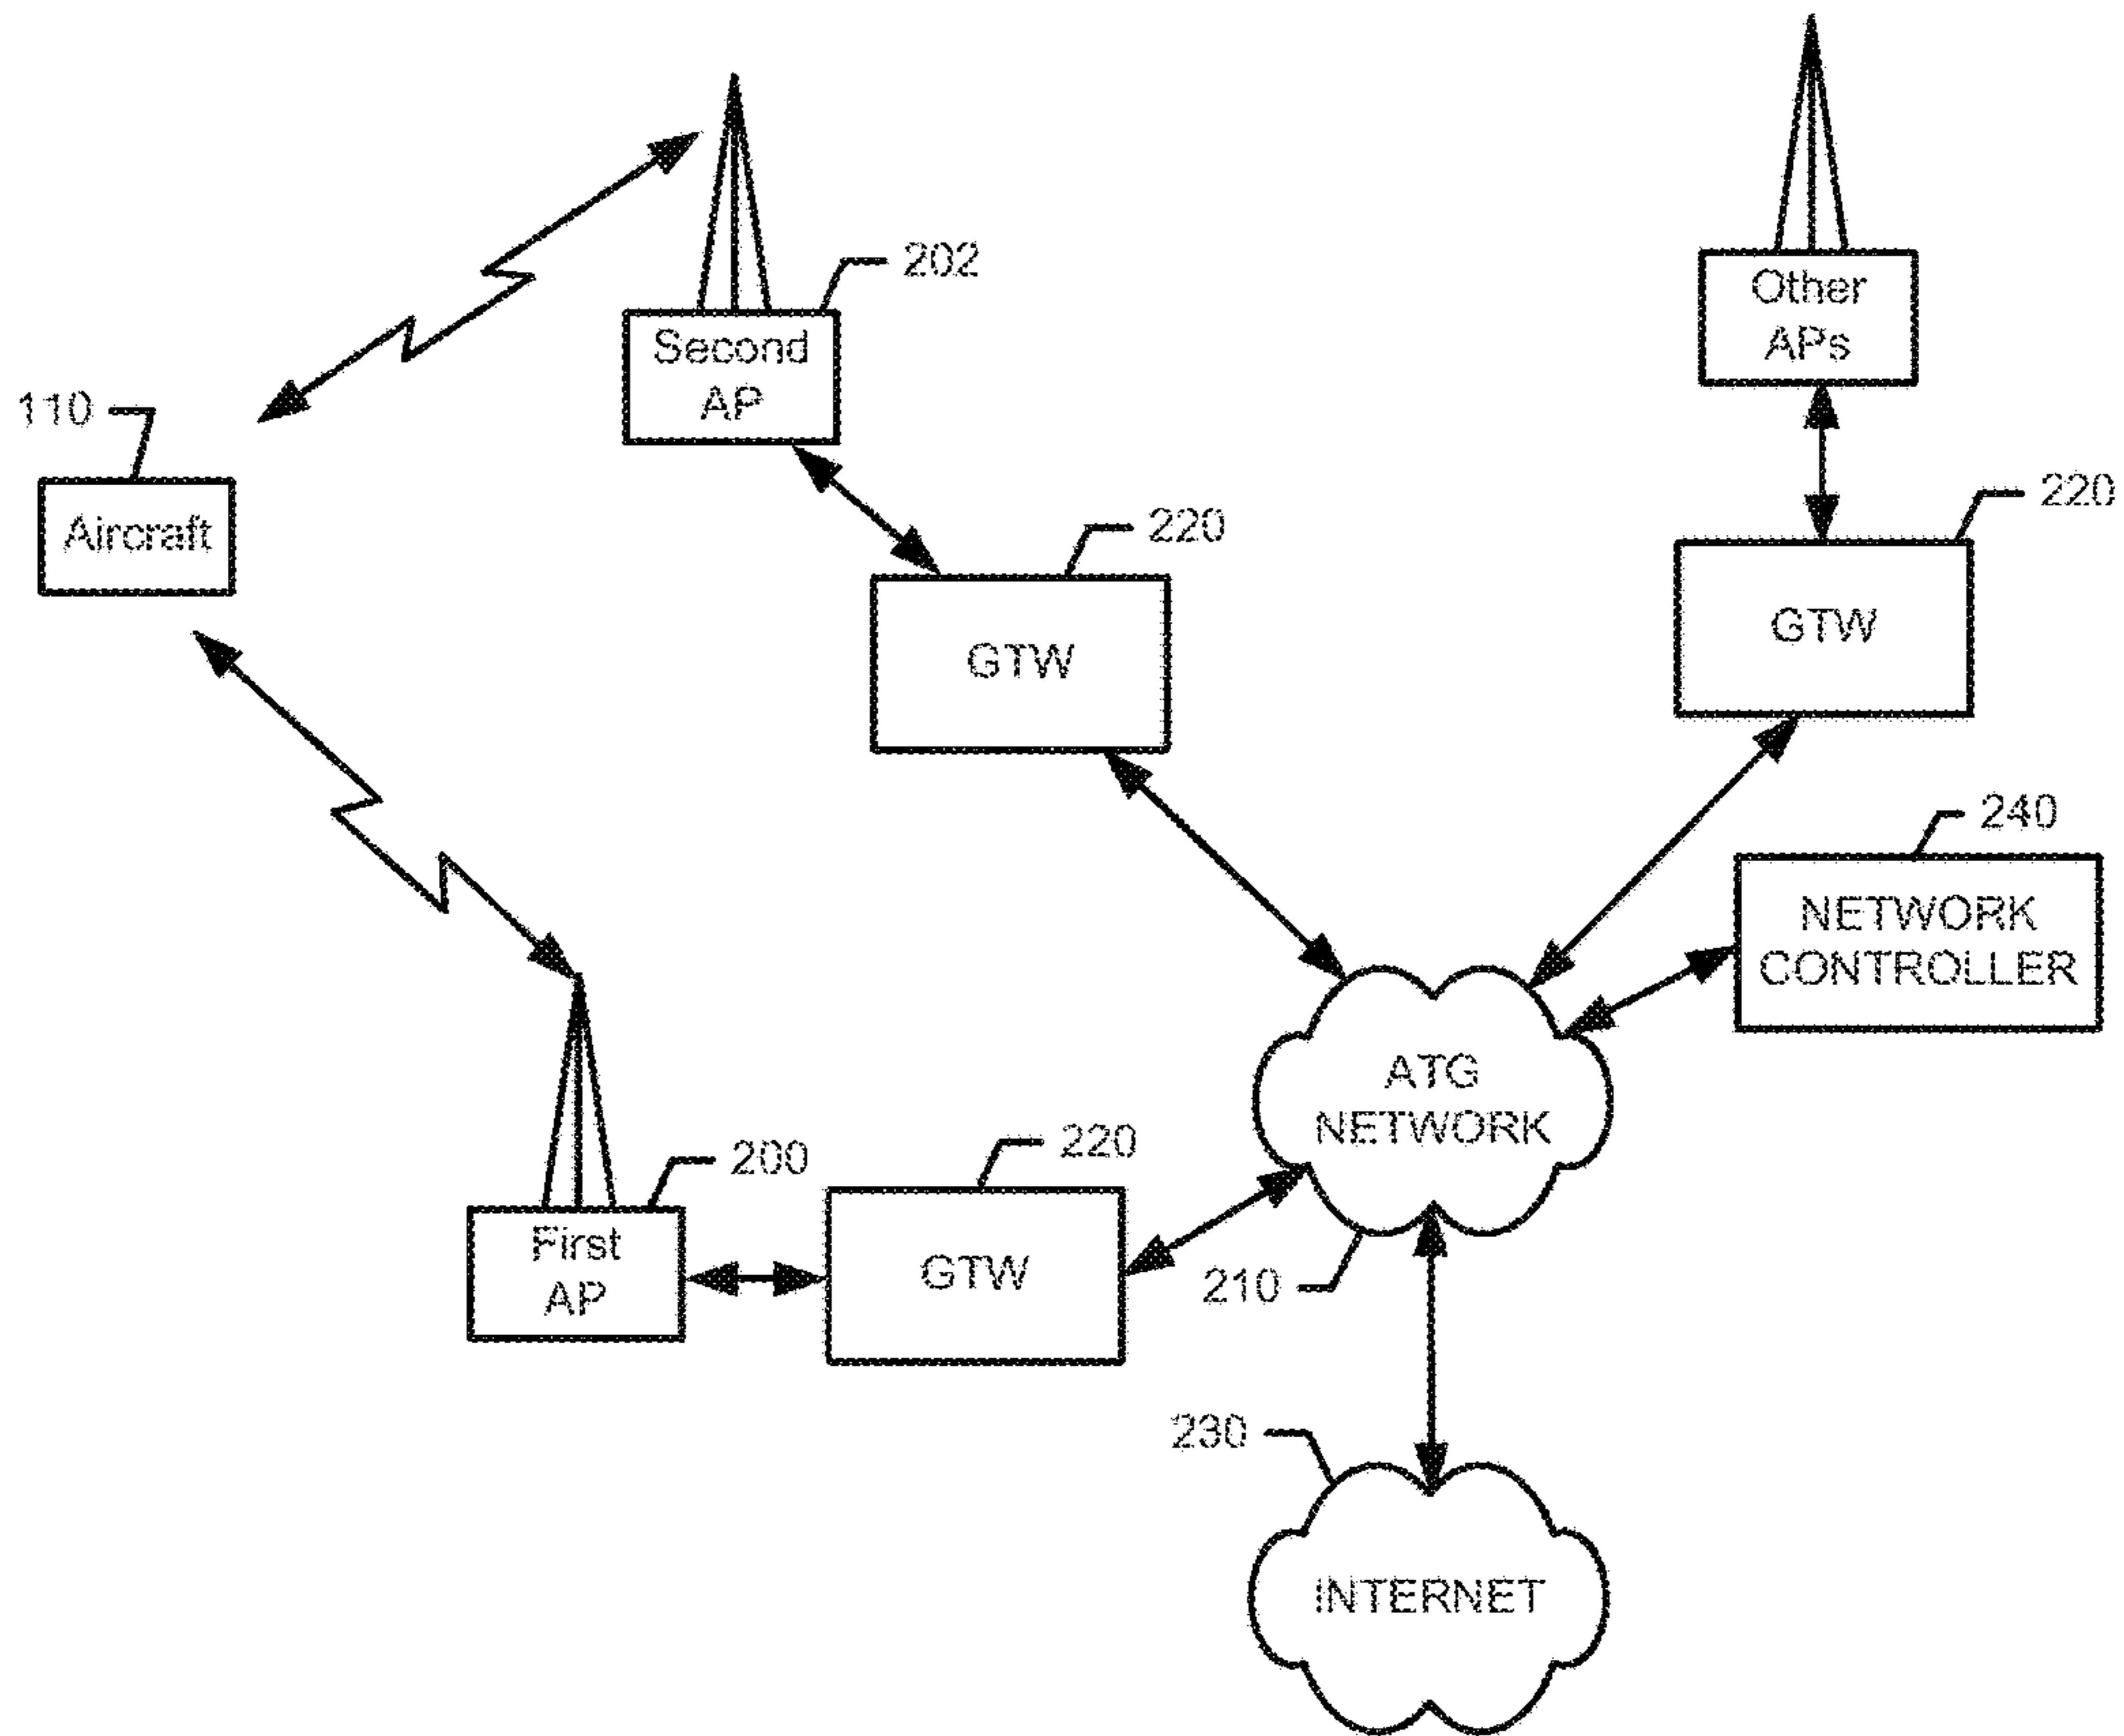 202
Other
APs
Second
AP
110
Aircraft
220
220
GTW
GTW
240
NETWORK
CONTROLLER
ATG
NETWORK
200
220
First
AP
GTW
210
230
INTERNET